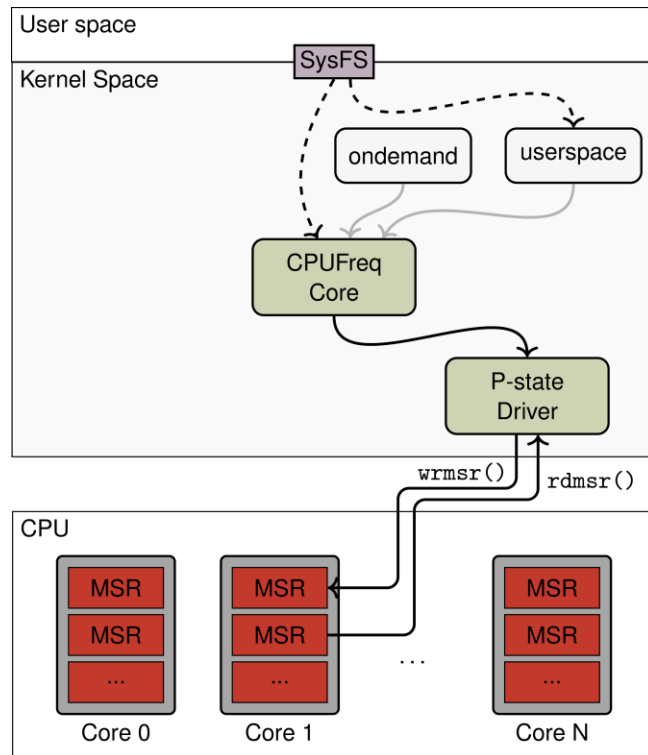 User space
SysFS
Kernel Space
ondemand
userspace
CPUFreq
Core
P-state
Driver
wrmsr()
rdmsr()
CPU
MSR
MSR
MSR
MSR
MSR
MSR
...
...
...
...
Core 0
Core 1
Core N